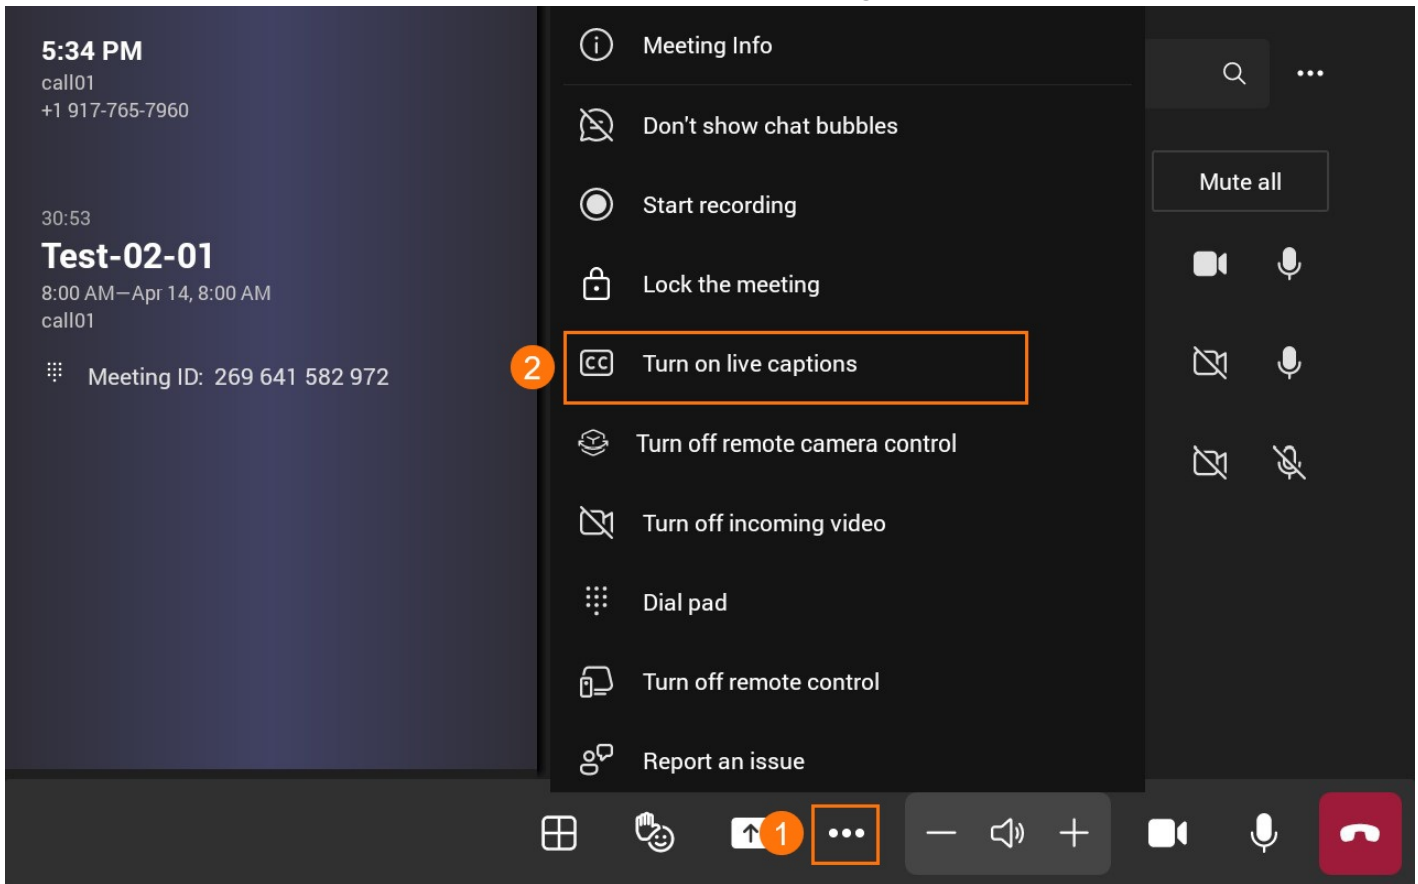 5:34 PM
call01
+1 917-765-7960
30:53
Test-02-01
8:00 AM—Apr 14, 8:00 AM
call01
Meeting ID: 269 641 582 972
Meeting Info
Don't show chat bubbles
Start recording
Lock the meeting
2
CC
Turn on live captions
Turn off remote camera control
Turn off incoming video
Dial pad
Turn off remote control
Report an issue
Mute all
1